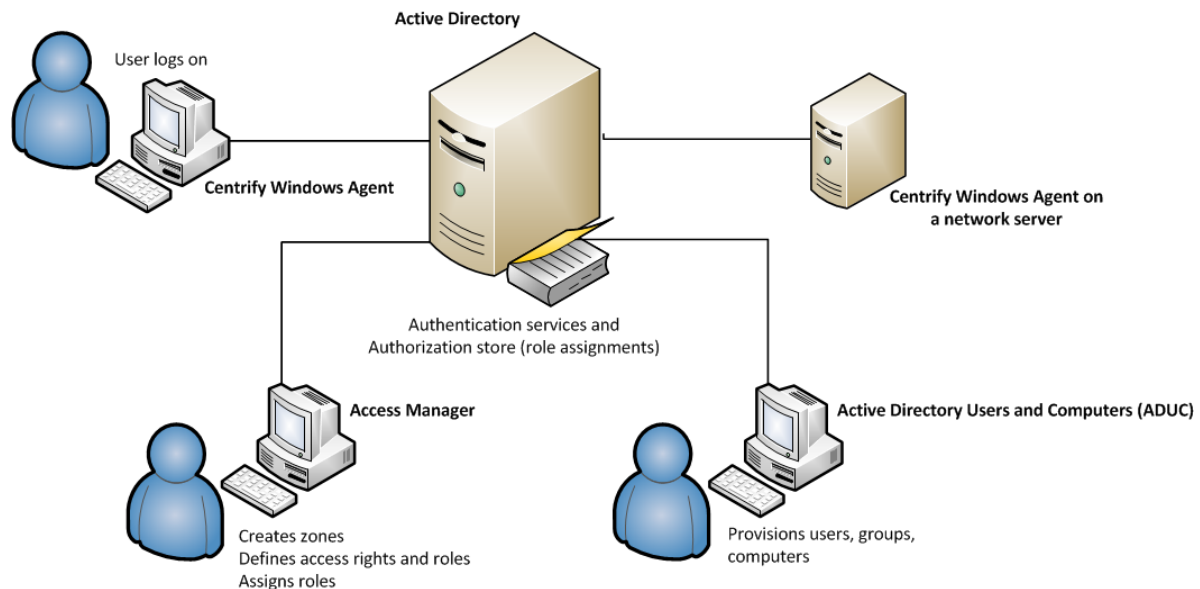 Active Directory
User logs on
Centrify Windows Agent
Centrify Windows Agent on
a network server
Authentication services and
Authorization store (role assignments)
Access Manager
Active Directory Users and Computers (ADUC)
Creates zones
Defines access rights and roles
Assigns roles
Provisions users, groups,
computers